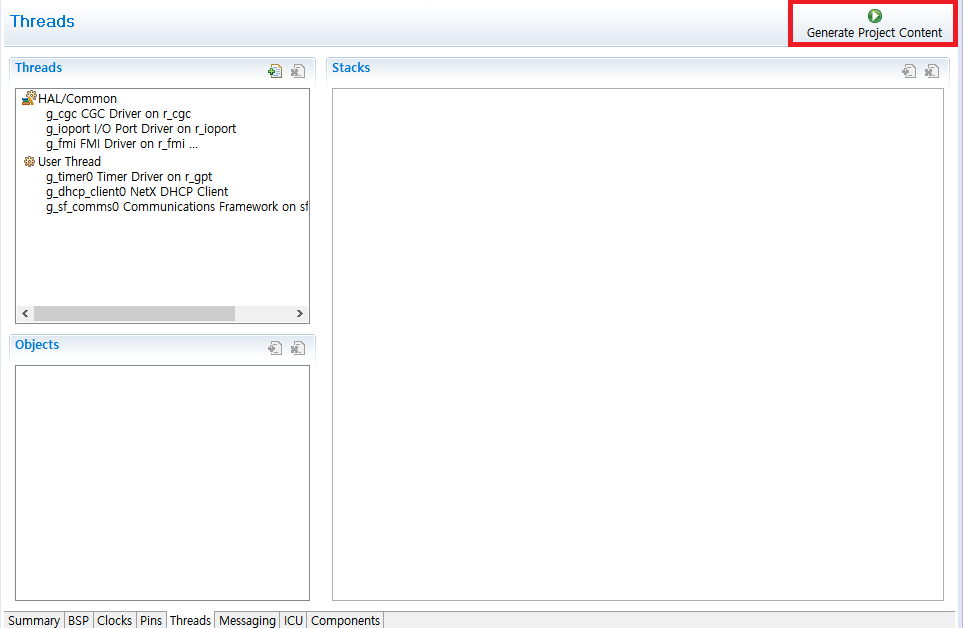 Threads
Generate Project Content
Threads
Stacks
HAL/Common
g_cgc CGC Driver on r_cgc
g_ioport I/O Port Driver on r_ioport
g_fmi FMI Driver on r_fmi ...
User Thread
g_timer0 Timer Driver on r_gpt
g_dhcp_client0 NetX DHCP Client
g_sf_comms0 Communications Framework on sf
Objects
Summary BSP Clocks Pins Threads Messaging ICU Components